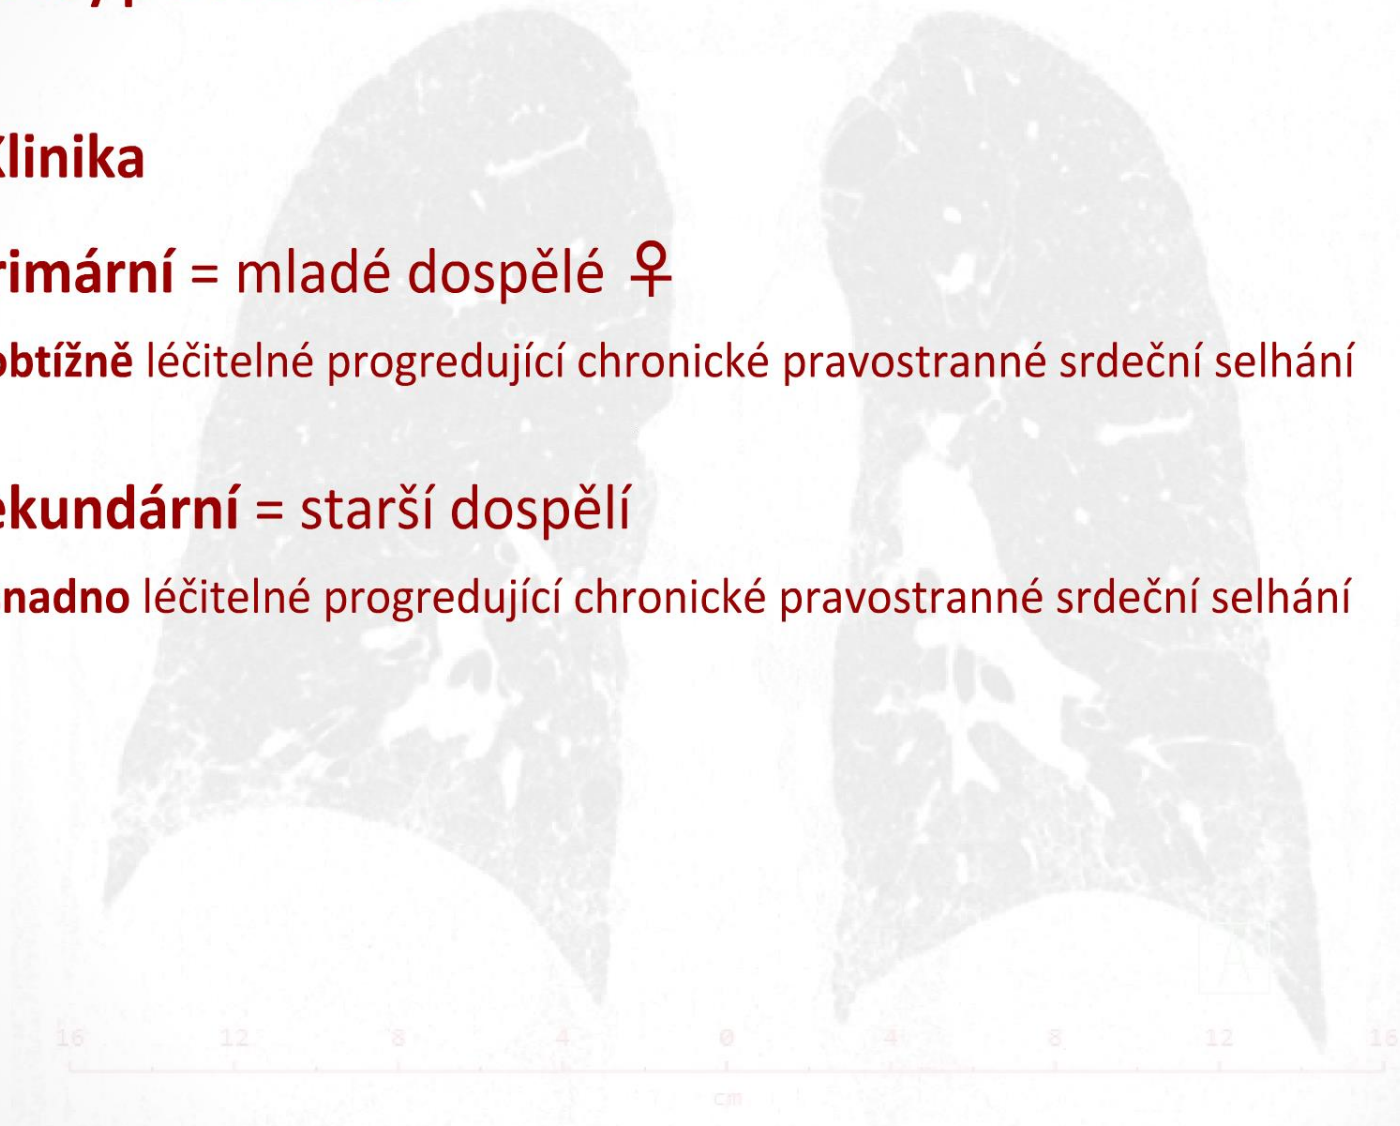 Klinika
rimární = mladé dospělé ♀
obtížně léčitelné progredující chronické pravostranné srdeční selhání
ekundární = starší dospělí
nadno léčitelné progredující chronické pravostranné srdeční selhání
16 12 8 4 0 4 8 12 16
cm